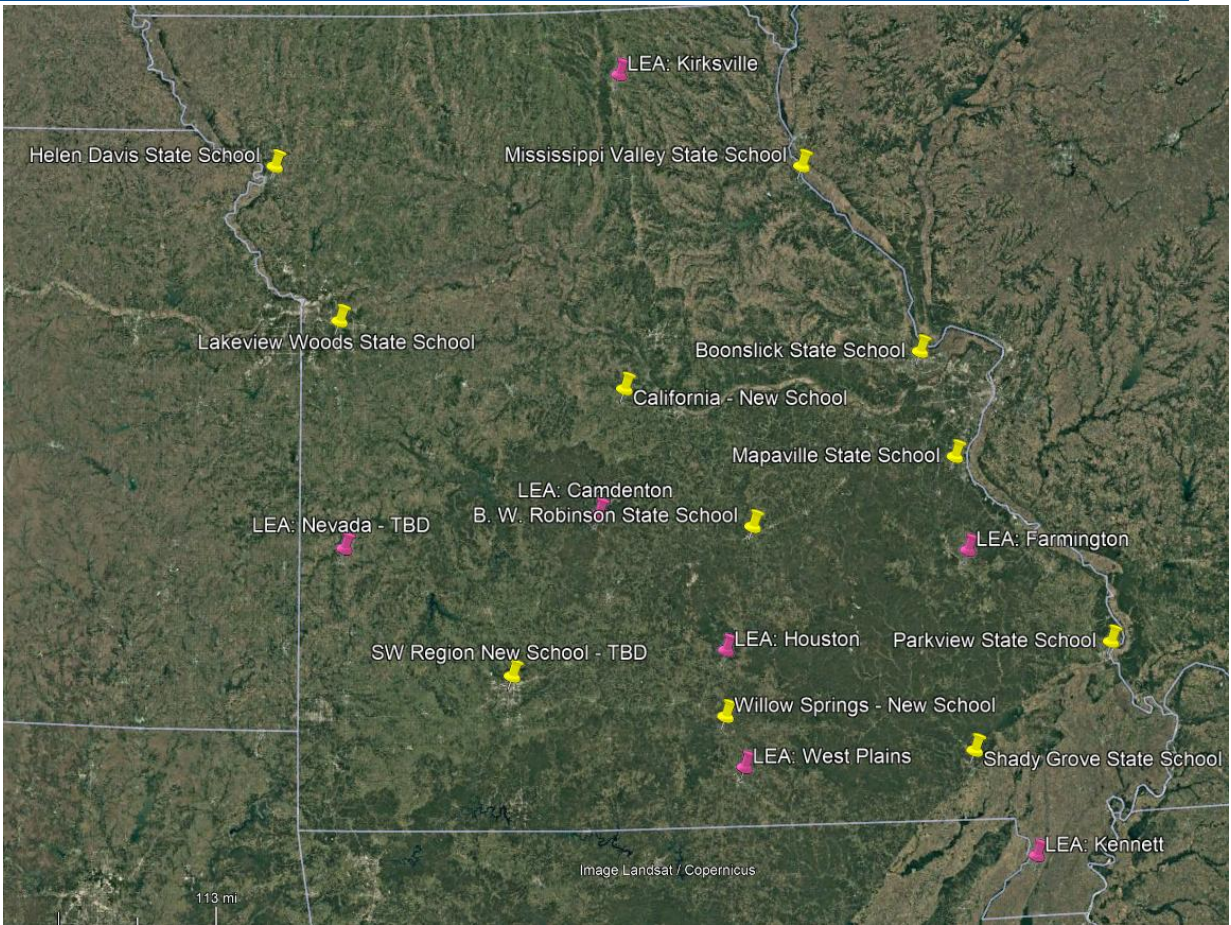 LEA: Kirksville
Helen Davis State School
Mississippi Valley State School
Lakeview Woods State School
Boonslick State School
California - New School
Mapaville State School
LEA: Camdenton
B. W. Robinson State School
LEA: Nevada - TBD
LEA: Farmington
LEA: Houston
Parkview State School
SW Region New School - TBD
Willow Springs - New School
LEA: West Plains
Shady Grove State School
LEA: Kennett
Image Landsat / Copernicus
113 mi